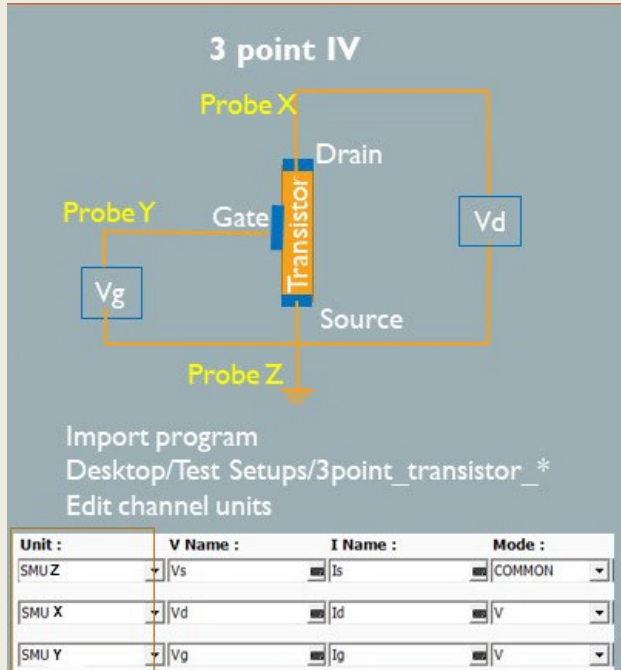 3 point IV
Probe X
Drain
Transistor
Probe Y
Gate
Vd
Vg
Source
Probe Z
Import program
Desktop/Test Setups/3point_transistor_*
Edit channel units
Unit : V Name : I Name : Mode :
SMU Z Vs Is COMMON
SMU X Vd Id V
SMU Y Vg Ig V